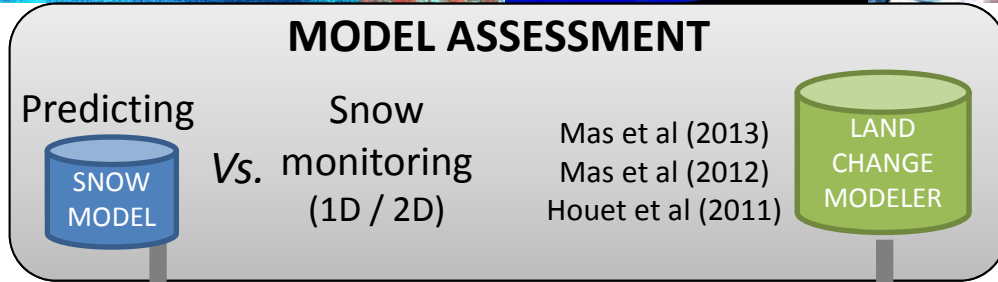 MODEL ASSESSMENT
Predicting
SNOW
MODEL
Vs.
Snow
monitoring
(1D / 2D)
Mas et al (2013)
Mas et al (2012)
Houet et al (2011)
LAND
CHANGE
MODELER